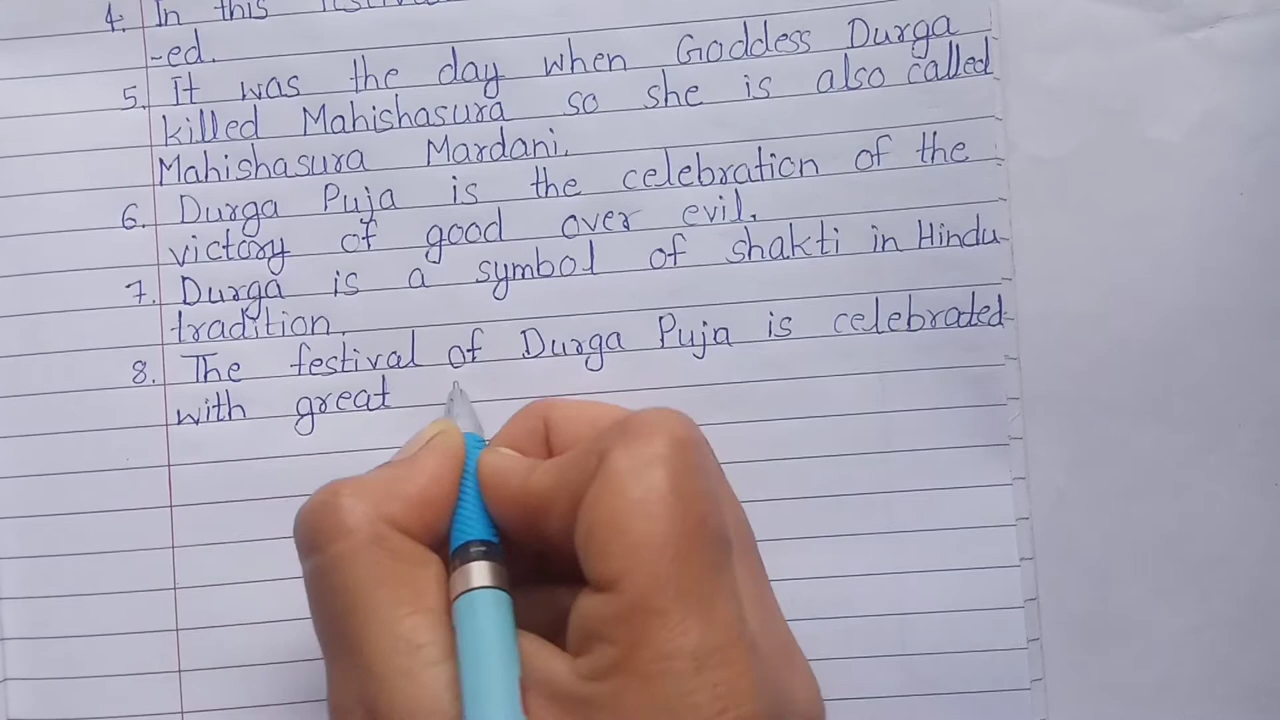 4. In this
-ed.
5. It was the day when Goddess Durga
killed Mahishasura so she is also called
Mahishasura Mardani.
6. Durga Puja is the celebration of the
victory of good over evil.
7. Durga is a symbol of shakti in Hindu
tradition.
8. The festival of Durga Puja is celebrated
with great